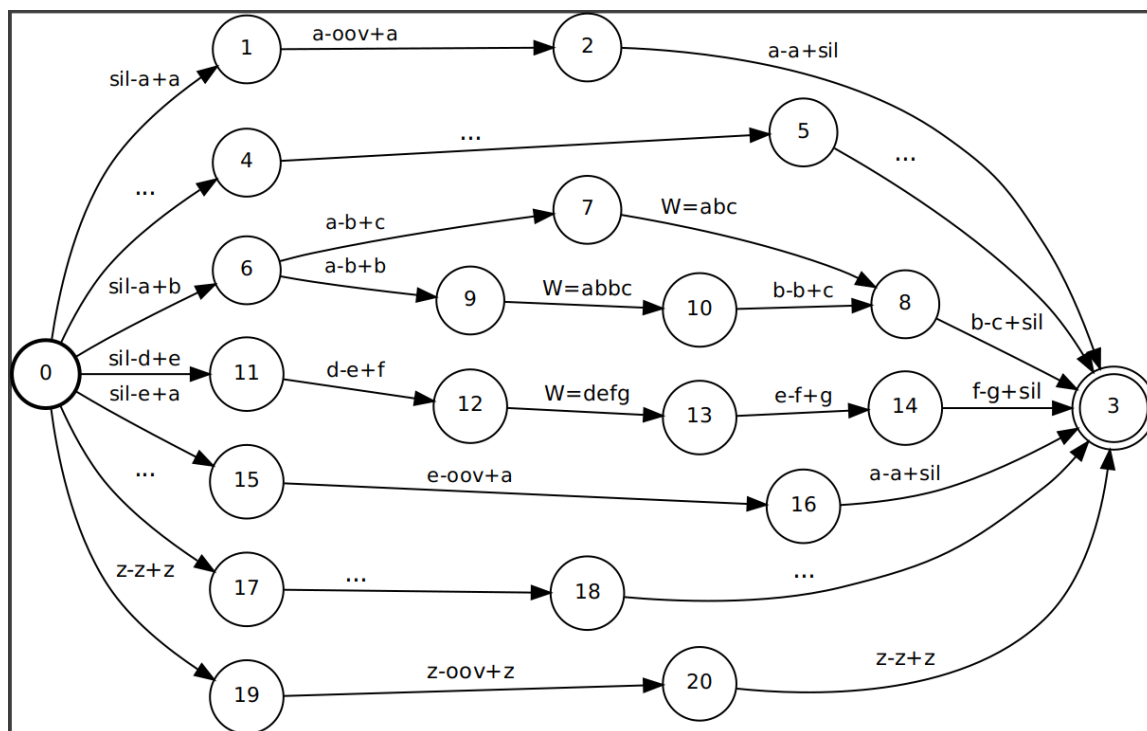 1
a-oov+a
2
a-a+sil
sil-a+a
4
...
5
...
...
6
a-b+c
7
W=abc
a-b+b
9
W=abbc
10
b-b+c
8
b-c+sil
sil-a+b
0
sil-d+e
11
d-e+f
12
W=defg
13
e-f+g
14
f-g+sil
3
sil-e+a
15
e-oov+a
16
a-a+sil
...
17
...
18
...
z-z+z
19
z-oov+z
20
z-z+z